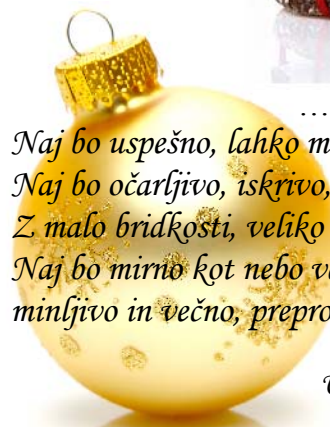 ...
Naj bo uspešno, lahko
Naj bo očarljivo, iskrivo,
Z malo bridkosti, veliko
Naj bo mirno kot nebo
minljivo in večno,